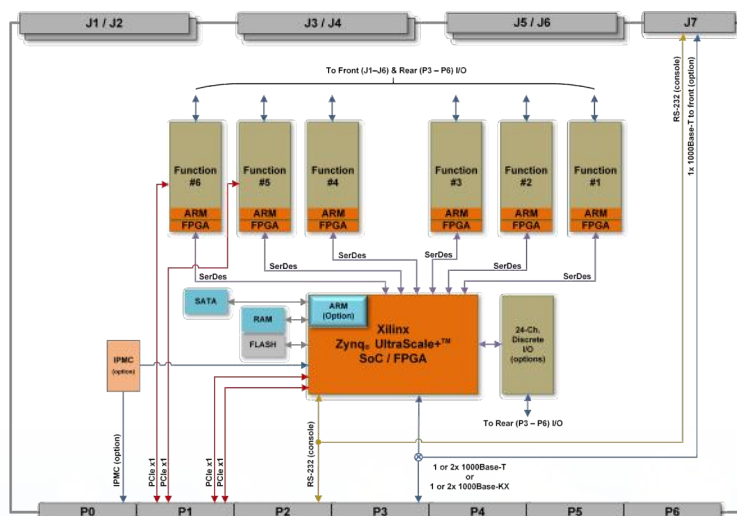 J1 / J2
J3 / J4
J5 / J6
J7
To Front (J1–J6) & Rear (P3 – P6) I/O
RS-232 (console)
1x 1000Base-T to front (option)
Function
#6
ARM
FPGA
Function
#5
ARM
FPGA
Function
#4
ARM
FPGA
Function
#3
ARM
FPGA
Function
#2
ARM
FPGA
Function
#1
ARM
FPGA
SerDes
SerDes
SerDes
SerDes
SerDes
SerDes
SATA
RAM
FLASH
ARM
(Option)
Xilinx
Zynq® UltraScale+™
SoC / FPGA
24-Ch.
Discrete
I/O
(options)
To Rear (P3 – P6) I/O
IPMC
(option)
IPMC (option)
PCIe x1
PCIe x1
PCIe x1
PCIe x1
RS-232 (console)
1 or 2x 1000Base-T
or
1 or 2x 1000Base-KX
P0
P1
P2
P3
P4
P5
P6